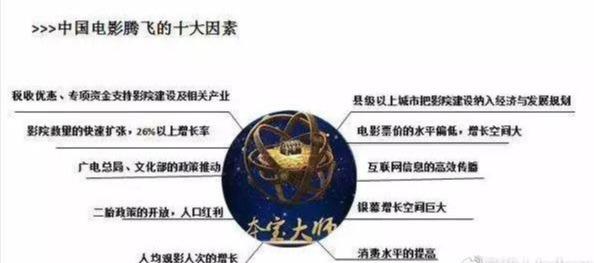 >>>中国电影腾飞的十大因素
税收优惠、专项资金支持影院建设及相关产业
影院数量的快速扩张，26%以上增长率
广电总局、文化部的政策推动
二胎政策的开放，人口红利
人均观影人次的增长
县级以上城市把影院建设纳入经济与发展规划
电影票价的水平偏低，增长空间大
互联网信息的高效传播
银幕增长空间巨大
消费水平的提高
夺宝大师